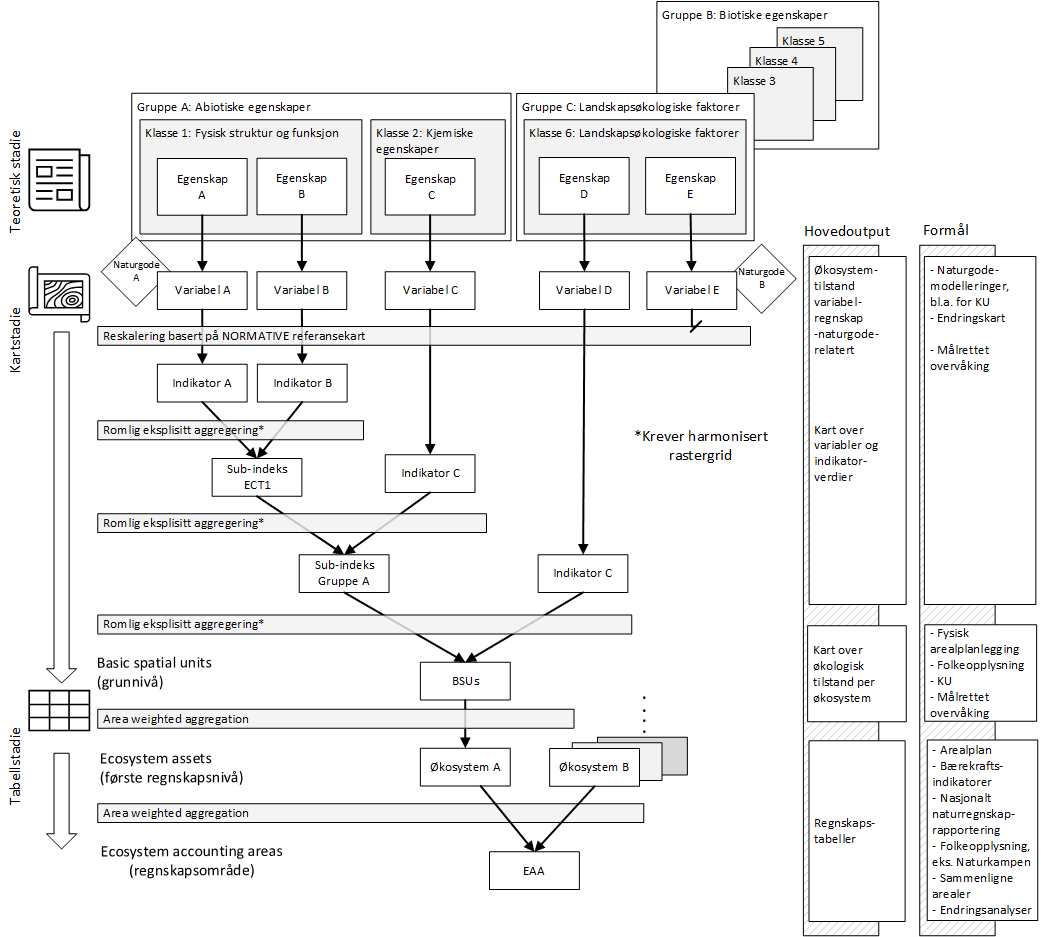 Gruppe B: Biotiske egenskaper
Klasse 5
Klasse 4
Klasse 3
Gruppe A: Abiotiske egenskaper
Klasse 1: Fysisk struktur og funksjon
Klasse 2: Kjemiske
egenskaper
Gruppe C: Landskapsøkologiske faktorer
Klasse 6: Landskapsøkologiske faktorer
Egenskap
A
Egenskap
B
Egenskap
C
Egenskap
D
Egenskap
E
Teoretisk stadie
Naturgode
A
Variabel A
Variabel B
Variabel C
Variabel D
Variabel E
Naturgode
B
Kartstadie
Reskalering basert på NORMATIVE referansekart
Indikator A
Indikator B
Romlig eksplisitt aggregering*
*Krever harmonisert
rastergrid
Sub-indeks
ECT1
Indikator C
Romlig eksplisitt aggregering*
Sub-indeks
Gruppe A
Indikator C
Romlig eksplisitt aggregering*
Basic spatial units
(grunnivå)
BSUs
Area weighted aggregation
Tabellstadie
Ecosystem assets
(første regnskapsnivå)
Økosystem A
Økosystem B
Area weighted aggregation
Ecosystem accounting areas
(regnskapsområde)
EAA
Hovedoutput
Økosystem-
tilstand
variabel-
regnskap
-naturgode-
relatert
Kart over
variabler og
indikator-
verdier
Kart over
økologisk
tilstand per
økosystem
Regnskaps-
tabeller
Formål
- Naturgode-
modelleringer,
bl.a. for KU
- Endringskart
- Målrettet
overvåking
- Fysisk
arealplanlegging
- Folkeopplysning
- KU
- Målrettet
overvåking
- Arealplan
- Bærekrafts-
indikatorer
- Nasjonalt
naturregnskap-
rapportering
- Folkeopplysning,
eks. Naturkampen
- Sammenligne
arealer
- Endringsanalyser